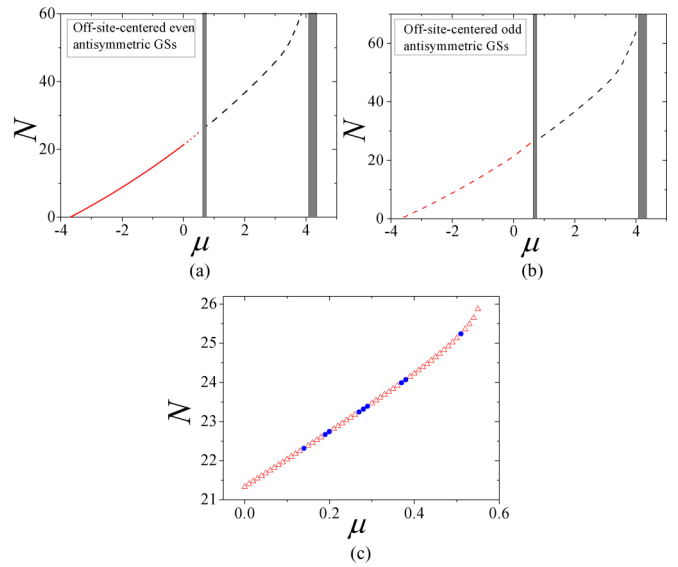 Off-site-centered even
antisymmetric GSs
N
60
40
20
0
-4
-2
0
2
4
μ
(a)
Off-site-centered odd
antisymmetric GSs
N
60
40
20
0
-4
-2
0
2
4
μ
(b)
N
26
25
24
23
22
21
0.0
0.2
0.4
0.6
μ
(c)